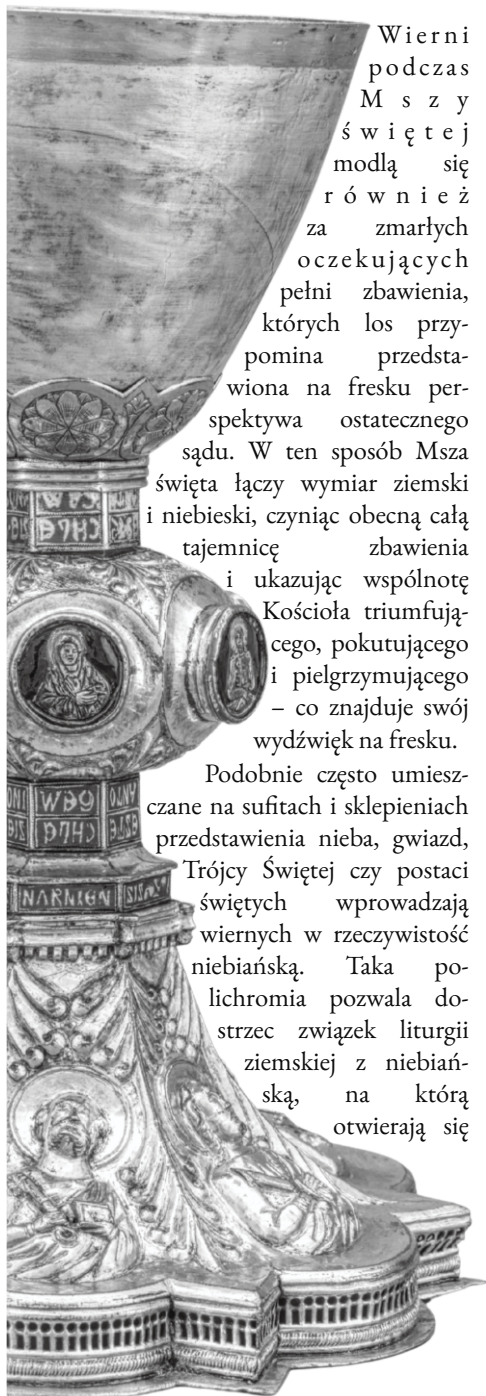 Wierni
podczas
Mszy
świętej
modlą się
również
za zmarłych
oczekujących
pełni zbawienia,
których los przy-
pomina przedsta-
wiona na fresku per-
spektywa ostatecznego
sądu. W ten sposób Msza
święta łączy wymiar ziemski
i niebieski, czyniąc obecną całą
tajemnicę zbawienia
i ukazując wspólnotę
Kościoła triumfują-
cego, pokutującego
i pielgrzymującego
– co znajduje swój
wydźwięk na fresku.
Podobnie często umiesz-
czane na sufitach i sklepieniach
przedstawienia nieba, gwiazd,
Trójcy Świętej czy postaci
świętych wprowadzają
wiernych w rzeczywistość
niebiańską. Taka po-
lichromia pozwala do-
strzec związek liturgii
ziemskiej z niebiań-
ską, na którą
otwierają się